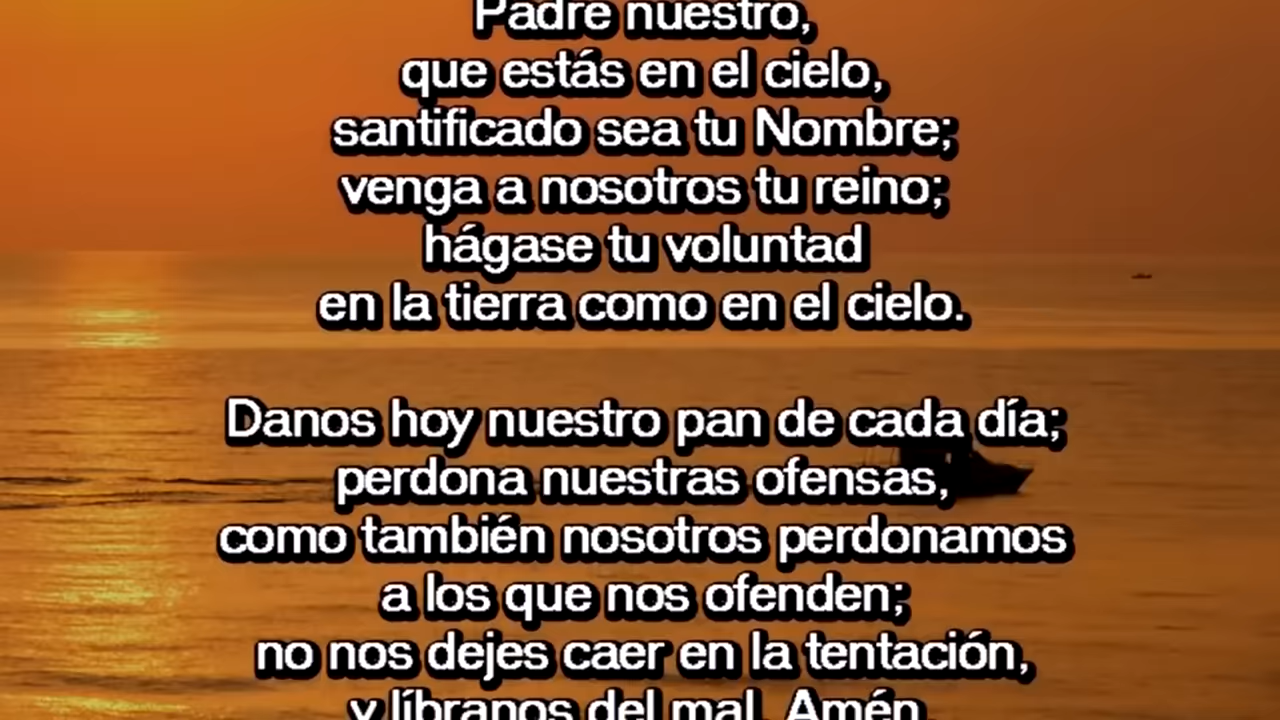 Padre nuestro,
que estás en el cielo,
santificado sea tu Nombre;
venga a nosotros tu reino;
hágase tu voluntad
en la tierra como en el cielo.
Danos hoy nuestro pan de cada día;
perdona nuestras ofensas,
como también nosotros perdonamos
a los que nos ofenden;
no nos dejes caer en la tentación,
y líbranos del mal. Amén.